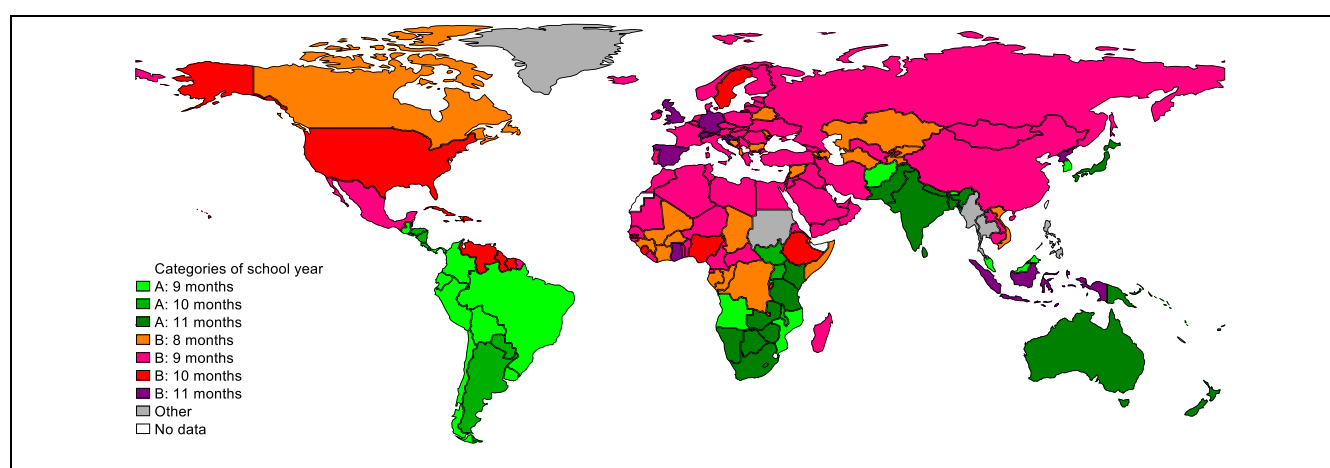 Categories of school year
A: 9 months
A: 10 months
A: 11 months
B: 8 months
B: 9 months
B: 10 months
B: 11 months
Other
No data